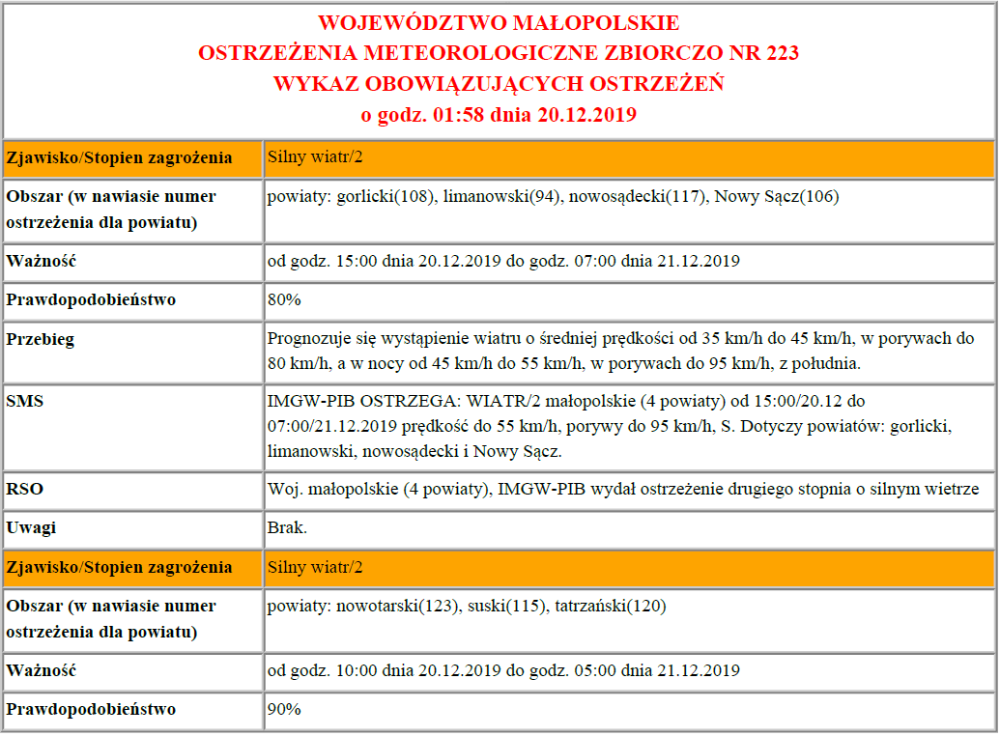 WOJEWÓDZTWO MAŁOPOLSKIE
OSTRZEŻENIA METEOROLOGICZNE ZBIORCZO NR 223
WYKAZ OBOWIĄZUJĄCYCH OSTRZEŻEŃ
o godz. 01:58 dnia 20.12.2019
Zjawisko/Stopien zagrożenia Silny wiatr/2
Obszar (w nawiasie numer powiaty: gorlicki(108), limanowski(94), nowosądecki(117), Nowy Sącz(106)
ostrzeżenia dla powiatu)
Ważność od godz. 15:00 dnia 20.12.2019 do godz. 07:00 dnia 21.12.2019
Prawdopodobieństwo 80%
Przebieg Prognozuje się wystąpienie wiatru o średniej prędkości od 35 km/h do 45 km/h, w porywach do
80 km/h, a w nocy od 45 km/h do 55 km/h, w porywach do 95 km/h, z południa.
SMS IMGW-PIB OSTRZEGA: WIATR/2 małopolskie (4 powiaty) od 15:00/20.12 do
07:00/21.12.2019 prędkość do 55 km/h, porywy do 95 km/h, S. Dotyczy powiatów: gorlicki,
limanowski, nowosądecki i Nowy Sącz.
RSO Woj. małopolskie (4 powiaty), IMGW-PIB wydał ostrzeżenie drugiego stopnia o silnym wietrze
Uwagi Brak.
Zjawisko/Stopien zagrożenia Silny wiatr/2
Obszar (w nawiasie numer powiaty: nowotarski(123), suski(115), tatrzański(120)
ostrzeżenia dla powiatu)
Ważność od godz. 10:00 dnia 20.12.2019 do godz. 05:00 dnia 21.12.2019
Prawdopodobieństwo 90%